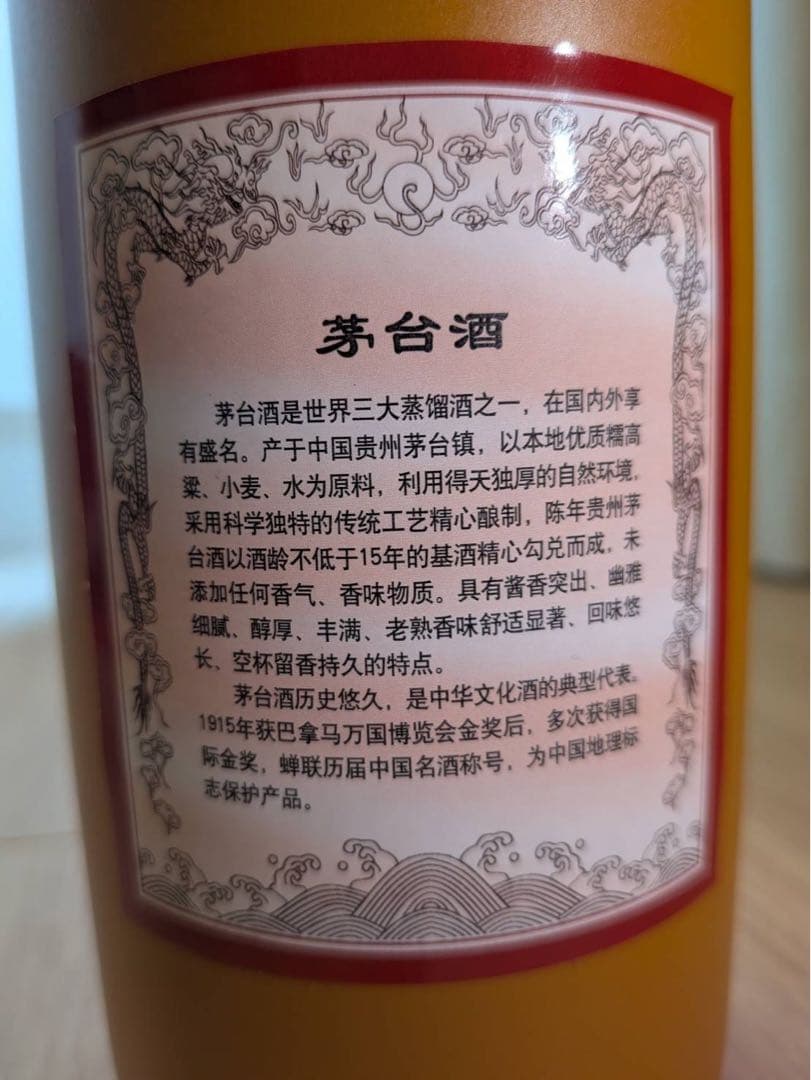 茅台酒
茅台酒是世界三大蒸馏酒之一，在国内外享
有盛名。产于中国贵州茅台镇，以本地优质糯高
粱、小麦、水为原料，利用得天独厚的自然环境，
采用科学独特的传统工艺精心酿制，陈年贵州茅
台酒以酒龄不低于15年的基酒精心勾兑而成，未
添加任何香气、香味物质。具有酱香突出、幽雅
细腻、醇厚、丰满、老熟香味舒适显著、回味悠
长、空杯留香持久的特点。
茅台酒历史悠久，是中华文化酒的典型代表。
1915年获巴拿马万国博览会金奖后，多次获得国
际金奖，蝉联历届中国名酒称号，为中国地理标
志保护产品。